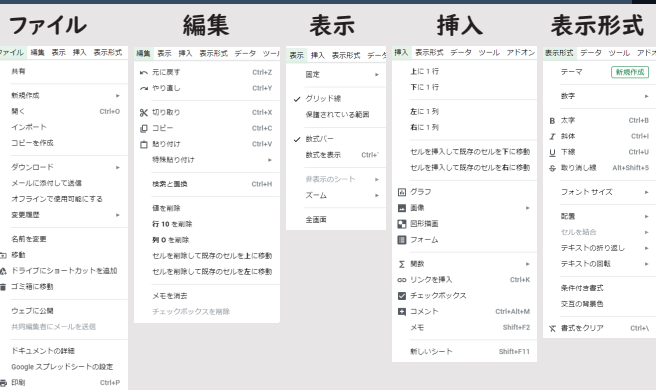 ファイル
ファイル 編集 表示 挿入 表示形式
共有
新規作成
開く Ctrl+O
インポート
コピーを作成
ダウンロード
メールに添付して送信
オフラインで使用可能にする
変更履歴
名前を変更
移動
ドライブにショートカットを追加
ゴミ箱に移動
ウェブに公開
共同編集者にメールを送信
ドキュメントの詳細
Google スプレッドシートの設定
印刷 Ctrl+P
編集
編集 表示 挿入 表示形式 データ ツール
元に戻す Ctrl+Z
やり直し Ctrl+Y
切り取り Ctrl+X
コピー Ctrl+C
貼り付け Ctrl+V
特殊貼り付け
検索と置換 Ctrl+H
値を削除
行 10 を削除
列 O を削除
セルを削除して既存のセルを上に移動
セルを削除して既存のセルを左に移動
メモを消去
チェックボックスを削除
表示
表示 挿入 表示形式 データ
固定
グリッド線
保護されている範囲
数式バー
数式を表示 Ctrl+`
非表示のシート
ズーム
全画面
挿入
挿入 表示形式 データ ツール アドオン
上に 1 行
下に 1 行
左に 1 列
右に 1 列
セルを挿入して既存のセルを下に移動
セルを挿入して既存のセルを右に移動
グラフ
画像
図形描画
フォーム
関数
リンクを挿入 Ctrl+K
チェックボックス
コメント Ctrl+Alt+M
メモ Shift+F2
新しいシート Shift+F11
表示形式
表示形式 データ ツール アドオ
テーマ 新規作成
数字
B 太字 Ctrl+B
I 斜体 Ctrl+I
U 下線 Ctrl+U
S 取り消し線 Alt+Shift+5
フォント サイズ
配置
セルを結合
テキストの折り返し
テキストの回転
条件付き書式
交互の背景色
書式をクリア Ctrl+\